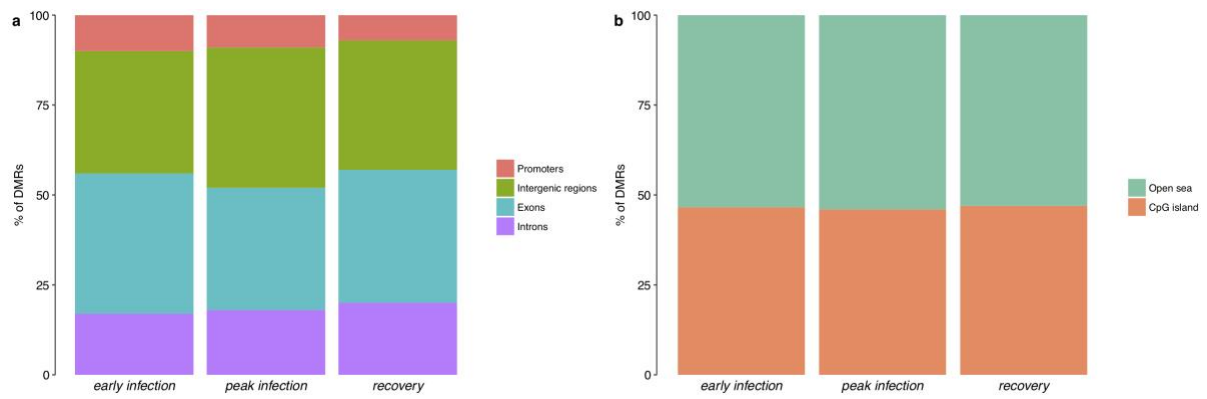 a
% of DMRs
100
75
50
25
0
early infection
peak infection
recovery
Promoters
Intergenic regions
Exons
Introns
b
% of DMRs
100
75
50
25
0
early infection
peak infection
recovery
Open sea
CpG island